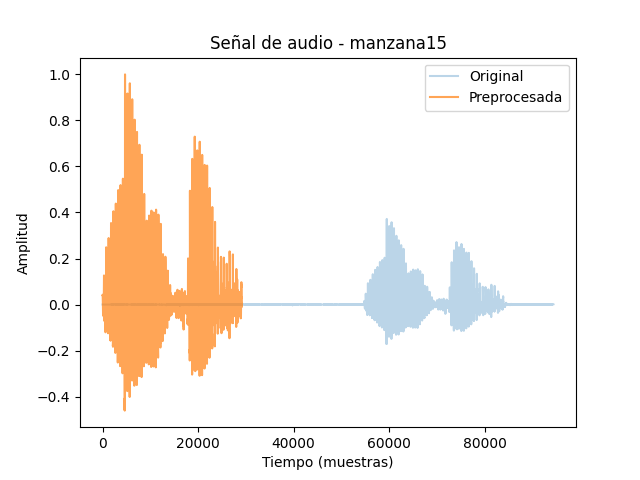 Señal de audio - manzana15
Original
Preprocesada
1.0
0.8
0.6
0.4
0.2
0.0
−0.2
−0.4
Amplitud
0
20000
40000
60000
80000
Tiempo (muestras)